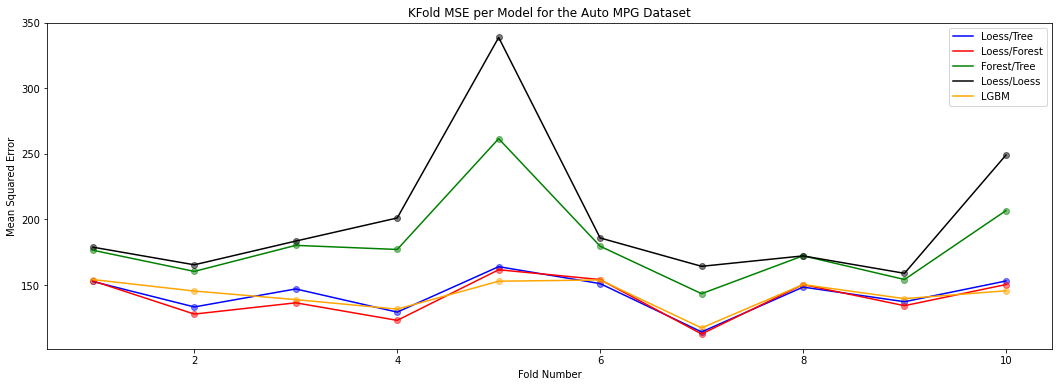 KFold MSE per Model for the Auto MPG Dataset
350
300
250
200
150
Mean Squared Error
Loess/Tree
Loess/Forest
Forest/Tree
Loess/Loess
LGBM
2
4
6
8
10
Fold Number